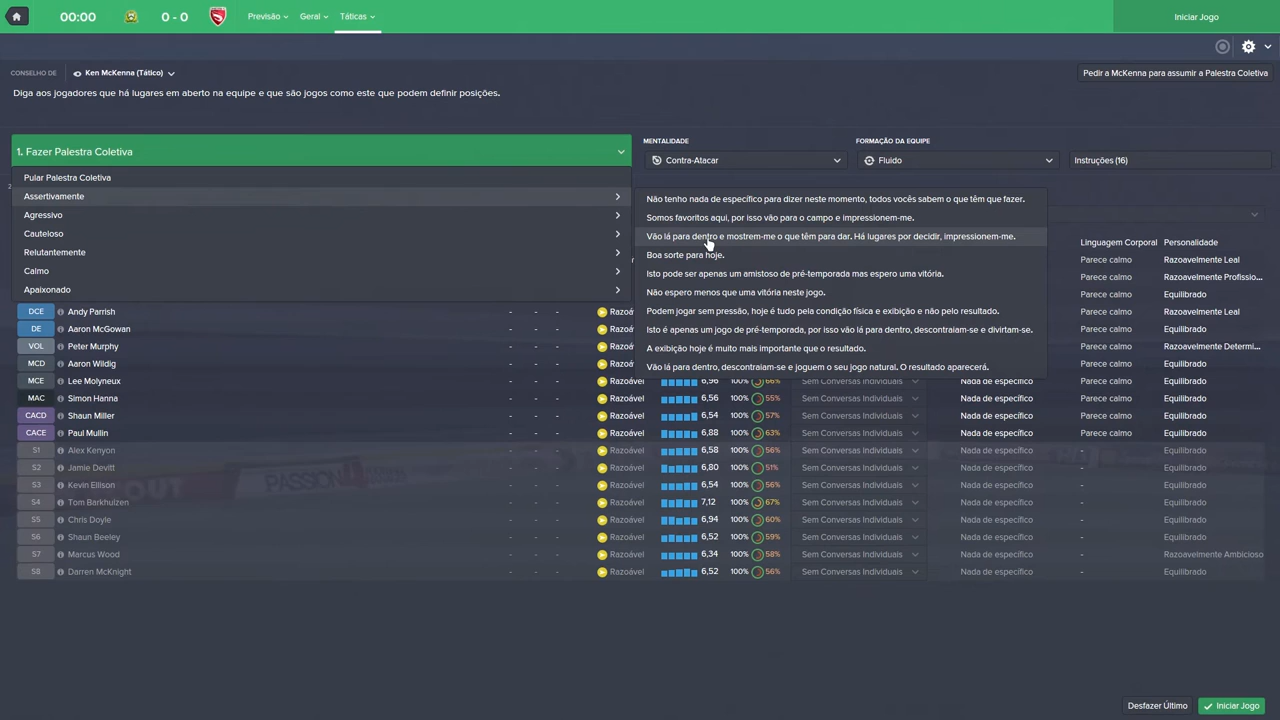 00:00 0 - 0 Previsão Geral Táticas Iniciar Jogo
CONSELHO DE Ken McKenna (Tático) Pedir a McKenna para assumir a Palestra Coletiva
Diga aos jogadores que há lugares em aberto na equipe e que são jogos como este que podem definir posições.
MENTALIDADE FORMAÇÃO DA EQUIPE
1. Fazer Palestra Coletiva Contra-Atacar Fluido Instruções (16)
Pular Palestra Coletiva
Assertivamente
Agressivo
Cauteloso
Relutantemente
Calmo
Apaixonado
Não tenho nada de específico para dizer neste momento, todos vocês sabem o que têm que fazer.
Somos favoritos aqui, por isso vão para o campo e impressionem-me.
Vão lá para dentro e mostrem-me o que têm para dar. Há lugares por decidir, impressionem-me.
Boa sorte para hoje.
Isto pode ser apenas um amistoso de pré-temporada mas espero uma vitória.
Não espero menos que uma vitória neste jogo.
Podem jogar sem pressão, hoje é tudo pela condição física e exibição e não pelo resultado.
Isto é apenas um jogo de pré-temporada, por isso vão lá para dentro, descontraiam-se e divirtam-se.
A exibição hoje é muito mais importante que o resultado.
Vão lá para dentro, descontraiam-se e joguem o seu jogo natural. O resultado aparecerá.
Linguagem Corporal Personalidade
Parece calmo Razoavelmente Leal
Parece calmo Razoavelmente Profissio...
Parece calmo Equilibrado
DCE Andy Parrish Razoá Parece calmo Razoavelmente Leal
DE Aaron McGowan Razoá Parece calmo Equilibrado
VOL Peter Murphy Razoá Parece calmo Razoavelmente Determi...
MCD Aaron Wildig Razoá Parece calmo Equilibrado
MCE Lee Molyneux Razoável 6,96 100% 66% Sem Conversas Individuais Nada de específico Parece calmo Equilibrado
MAC Simon Hanna - - - Razoável 6,56 100% 55% Sem Conversas Individuais Nada de específico Parece calmo Equilibrado
CACD Shaun Miller - - - Razoável 6,54 100% 57% Sem Conversas Individuais Nada de específico Parece calmo Equilibrado
CACE Paul Mullin - - - Razoável 6,88 100% 63% Sem Conversas Individuais Nada de específico Parece calmo Equilibrado
S1 Alex Kenyon - - - Razoável 6,58 100% 56% Sem Conversas Individuais Nada de específico - Equilibrado
S2 Jamie Devitt - - - Razoável 6,80 100% 51% Sem Conversas Individuais Nada de específico - Equilibrado
S3 Kevin Ellison - - - Razoável 6,54 100% 56% Sem Conversas Individuais Nada de específico - Equilibrado
S4 Tom Barkhulzen - - - Razoável 7,12 100% 67% Sem Conversas Individuais Nada de específico - Equilibrado
S5 Chris Doyle - - - Razoável 6,94 100% 60% Sem Conversas Individuais Nada de específico - Equilibrado
S6 Shaun Beeley - - - Razoável 6,52 100% 59% Sem Conversas Individuais Nada de específico - Equilibrado
S7 Marcus Wood - - - Razoável 6,34 100% 58% Sem Conversas Individuais Nada de específico - Razoavelmente Ambicioso
S8 Darren McKnight - - - Razoável 6,52 100% 56% Sem Conversas Individuais Nada de específico - Equilibrado
PASSION 4
Desfazer Último Iniciar Jogo